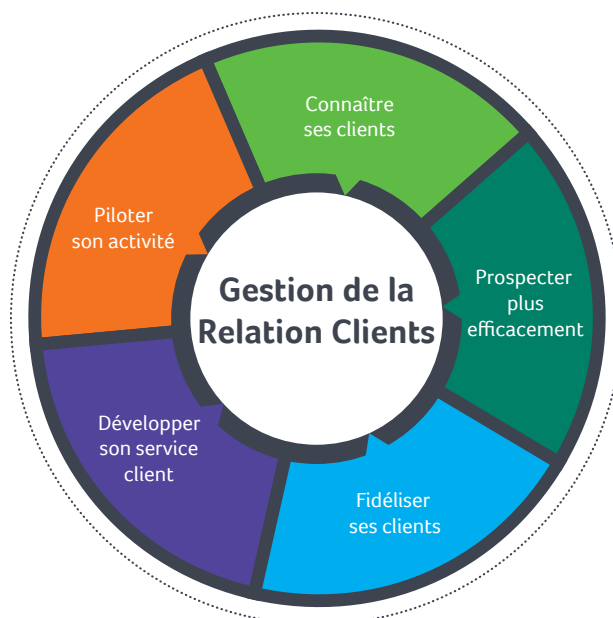 Connaître
ses clients
Prospecter
plus
efficacement
Fidéliser
ses clients
Développer
son service
client
Piloter
son activité
Gestion de la
Relation Clients